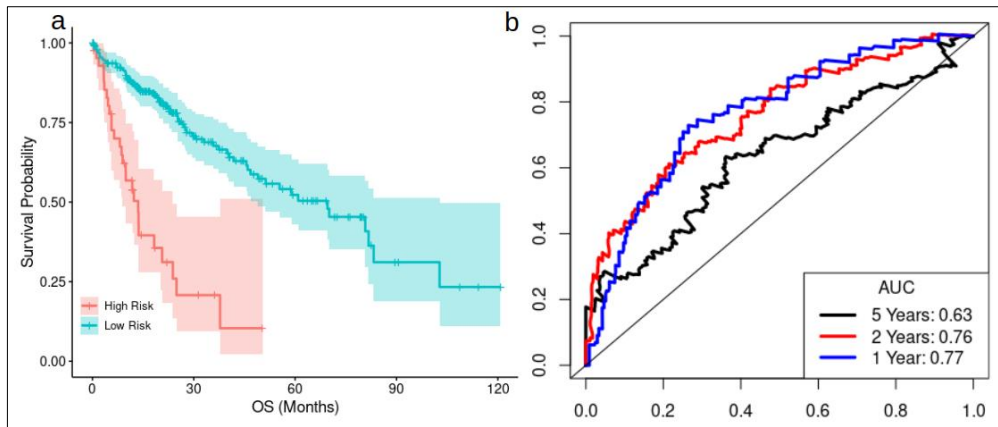 a
Survival Probability
1.00
0.75
0.50
0.25
0.00
High Risk
Low Risk
0 30 60 90 120
OS (Months)
b
1.0
0.8
0.6
0.4
0.2
0.0
AUC
5 Years: 0.63
2 Years: 0.76
1 Year: 0.77
0.0 0.2 0.4 0.6 0.8 1.0